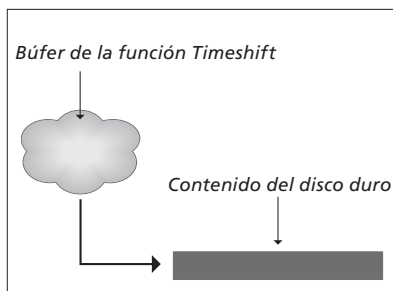 Búfer de la función Timeshift
Contenido del disco duro